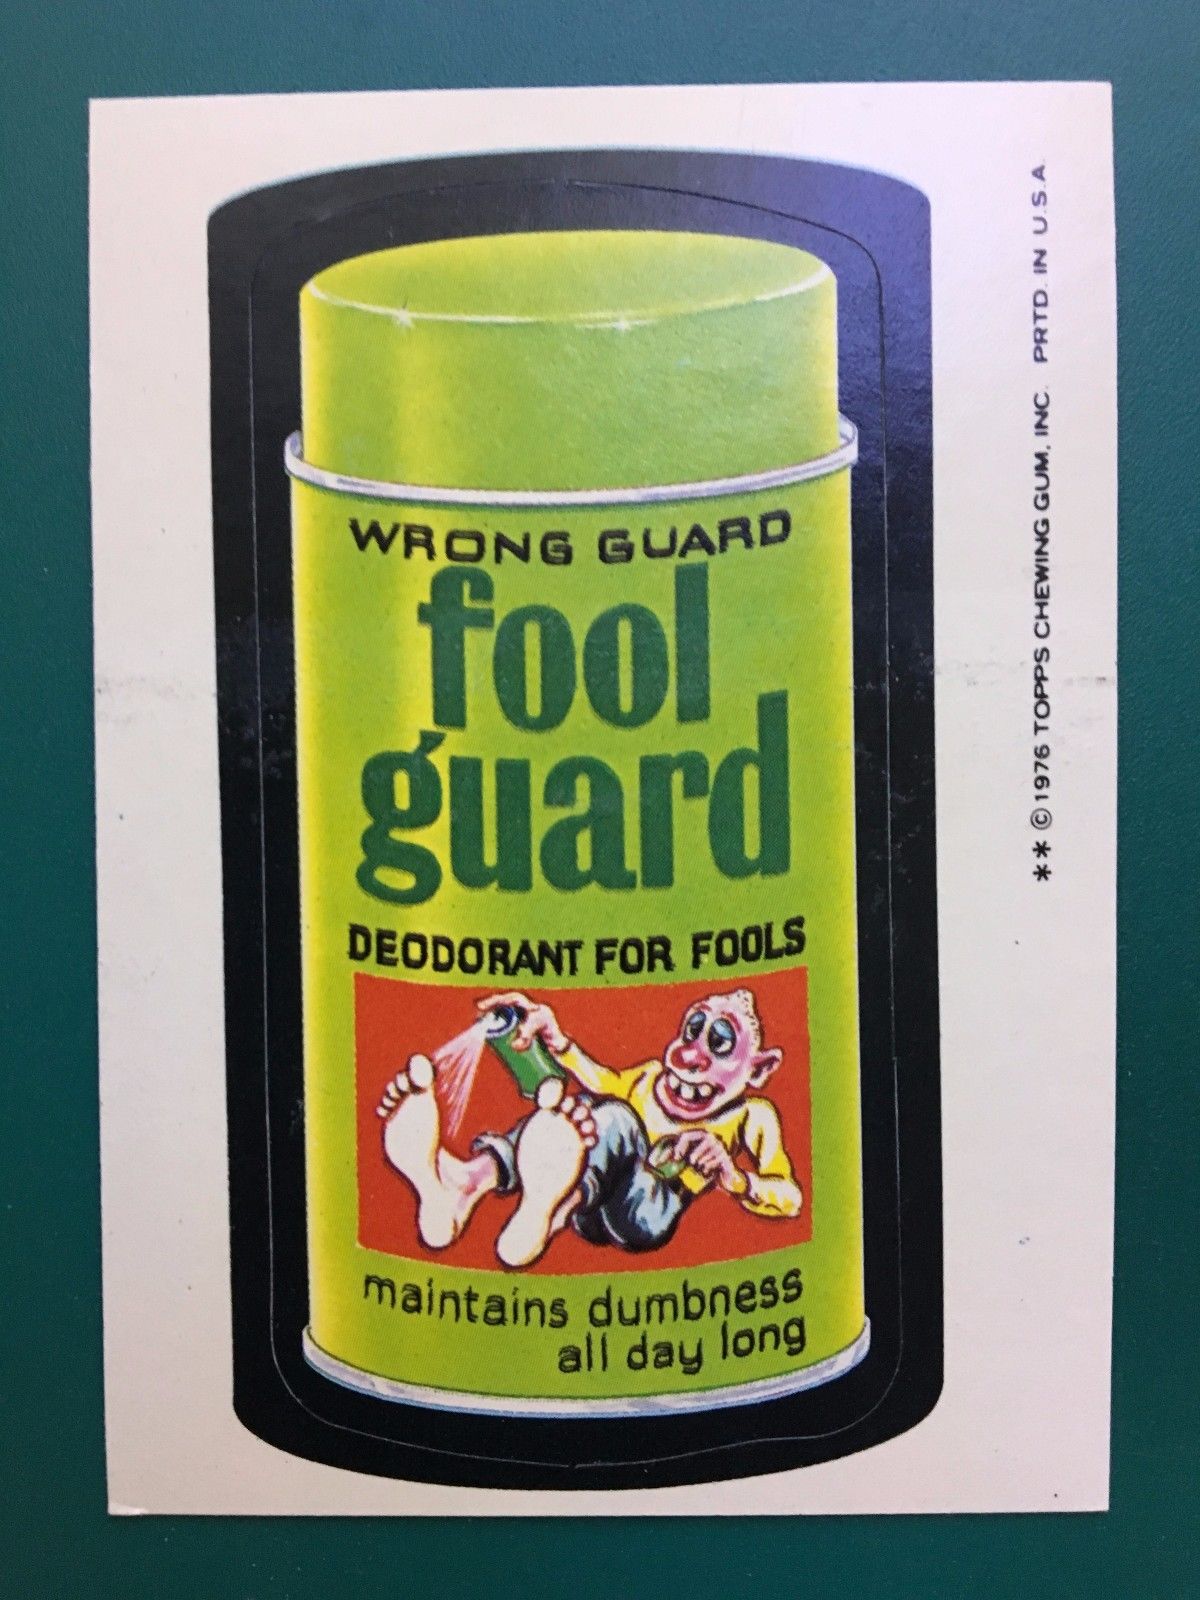 WRONG GUARD
fool
guard
DEODORANT FOR FOOLS
maintains dumbness
all day long
** © 1976 TOPPS CHEWING GUM, INC. PRTD. IN U.S.A.